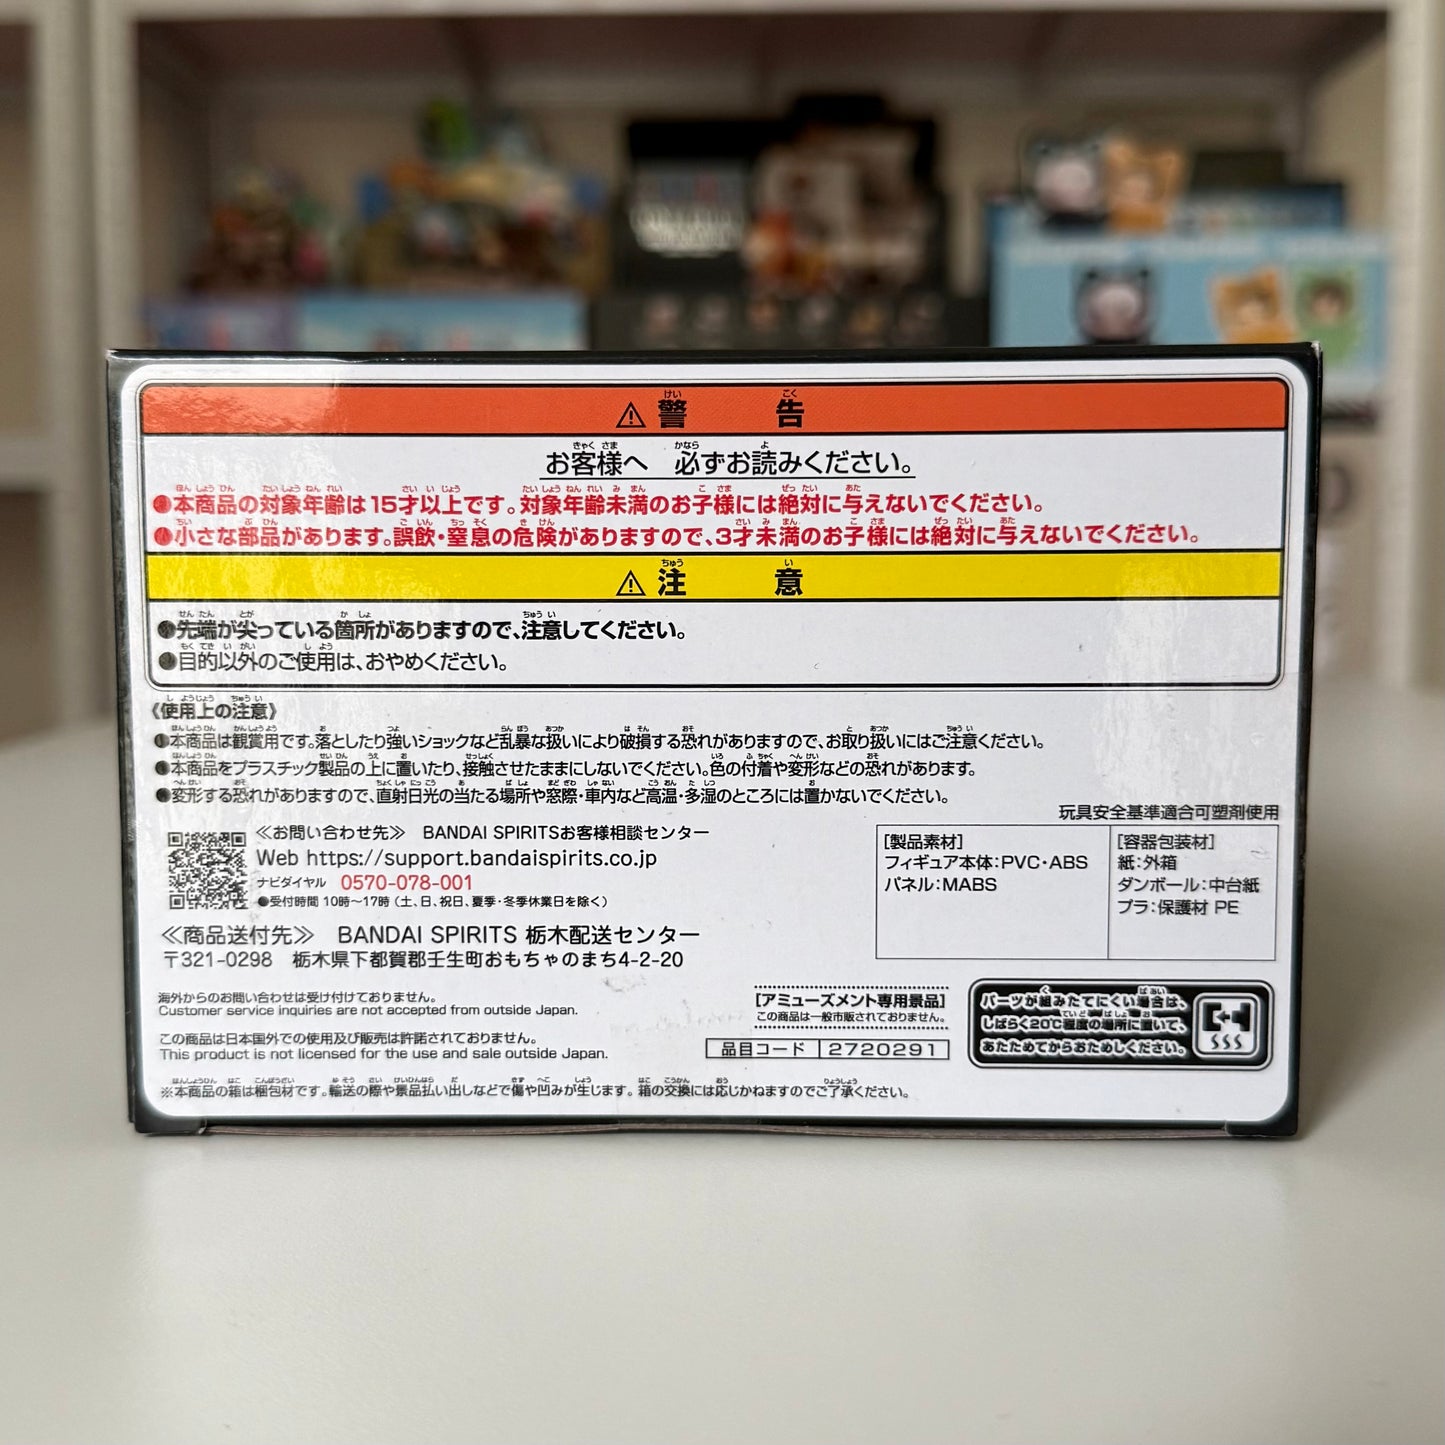 ⚠警告
お客様へ 必ずお読みください。
●本商品の対象年齢は15才以上です。対象年齢未満のお子様には絶対に与えないでください。
●小さな部品があります。誤飲・窒息の危険がありますので、3才未満のお子様には絶対に与えないでください。
⚠注意
●先端が尖っている箇所がありますので、注意してください。
●目的以外のご使用は、おやめください。
《使用上の注意》
●本商品は観賞用です。落としたり強いショックなど乱暴な扱いにより破損する恐れがありますので、お取り扱いにはご注意ください。
●本商品をプラスチック製品の上に置いたり、接触させたままにしないでください。色の付着や変形などの恐れがあります。
●変形する恐れがありますので、直射日光の当たる場所や窓際・車内など高温・多湿のところには置かないでください。
≪お問い合わせ先≫ BANDAI SPIRITSお客様相談センター
Web https://support.bandaispirits.co.jp
ナビダイヤル 0570-078-001
●受付時間 10時〜17時（土、日、祝日、夏季・冬季休業日を除く）
≪商品送付先≫ BANDAI SPIRITS 栃木配送センター
〒321-0298 栃木県下都賀郡壬生町おもちゃのまち4-2-20
玩具安全基準適合可塑剤使用
[製品素材]
フィギュア本体：PVC・ABS
パネル：MABS
[容器包装材]
紙：外箱
ダンボール：中台紙
プラ：保護材 PE
海外からのお問い合わせは受け付けておりません。
Customer service inquiries are not accepted from outside Japan.
この商品は日本国外での使用及び販売は許諾されておりません。
This product is not licensed for the use and sale outside Japan.
[アミューズメント専用景品]
この商品は一般市販されておりません。
品目コード 2720291
パーツが組みたてにくい場合は、
しばらく20℃程度の場所に置いて、
あたためてからおためしください。
※本商品の箱は梱包材です。輸送の際や景品払い出しなどで傷や凹みが生じます。箱の交換には応じかねますのでご了承ください。